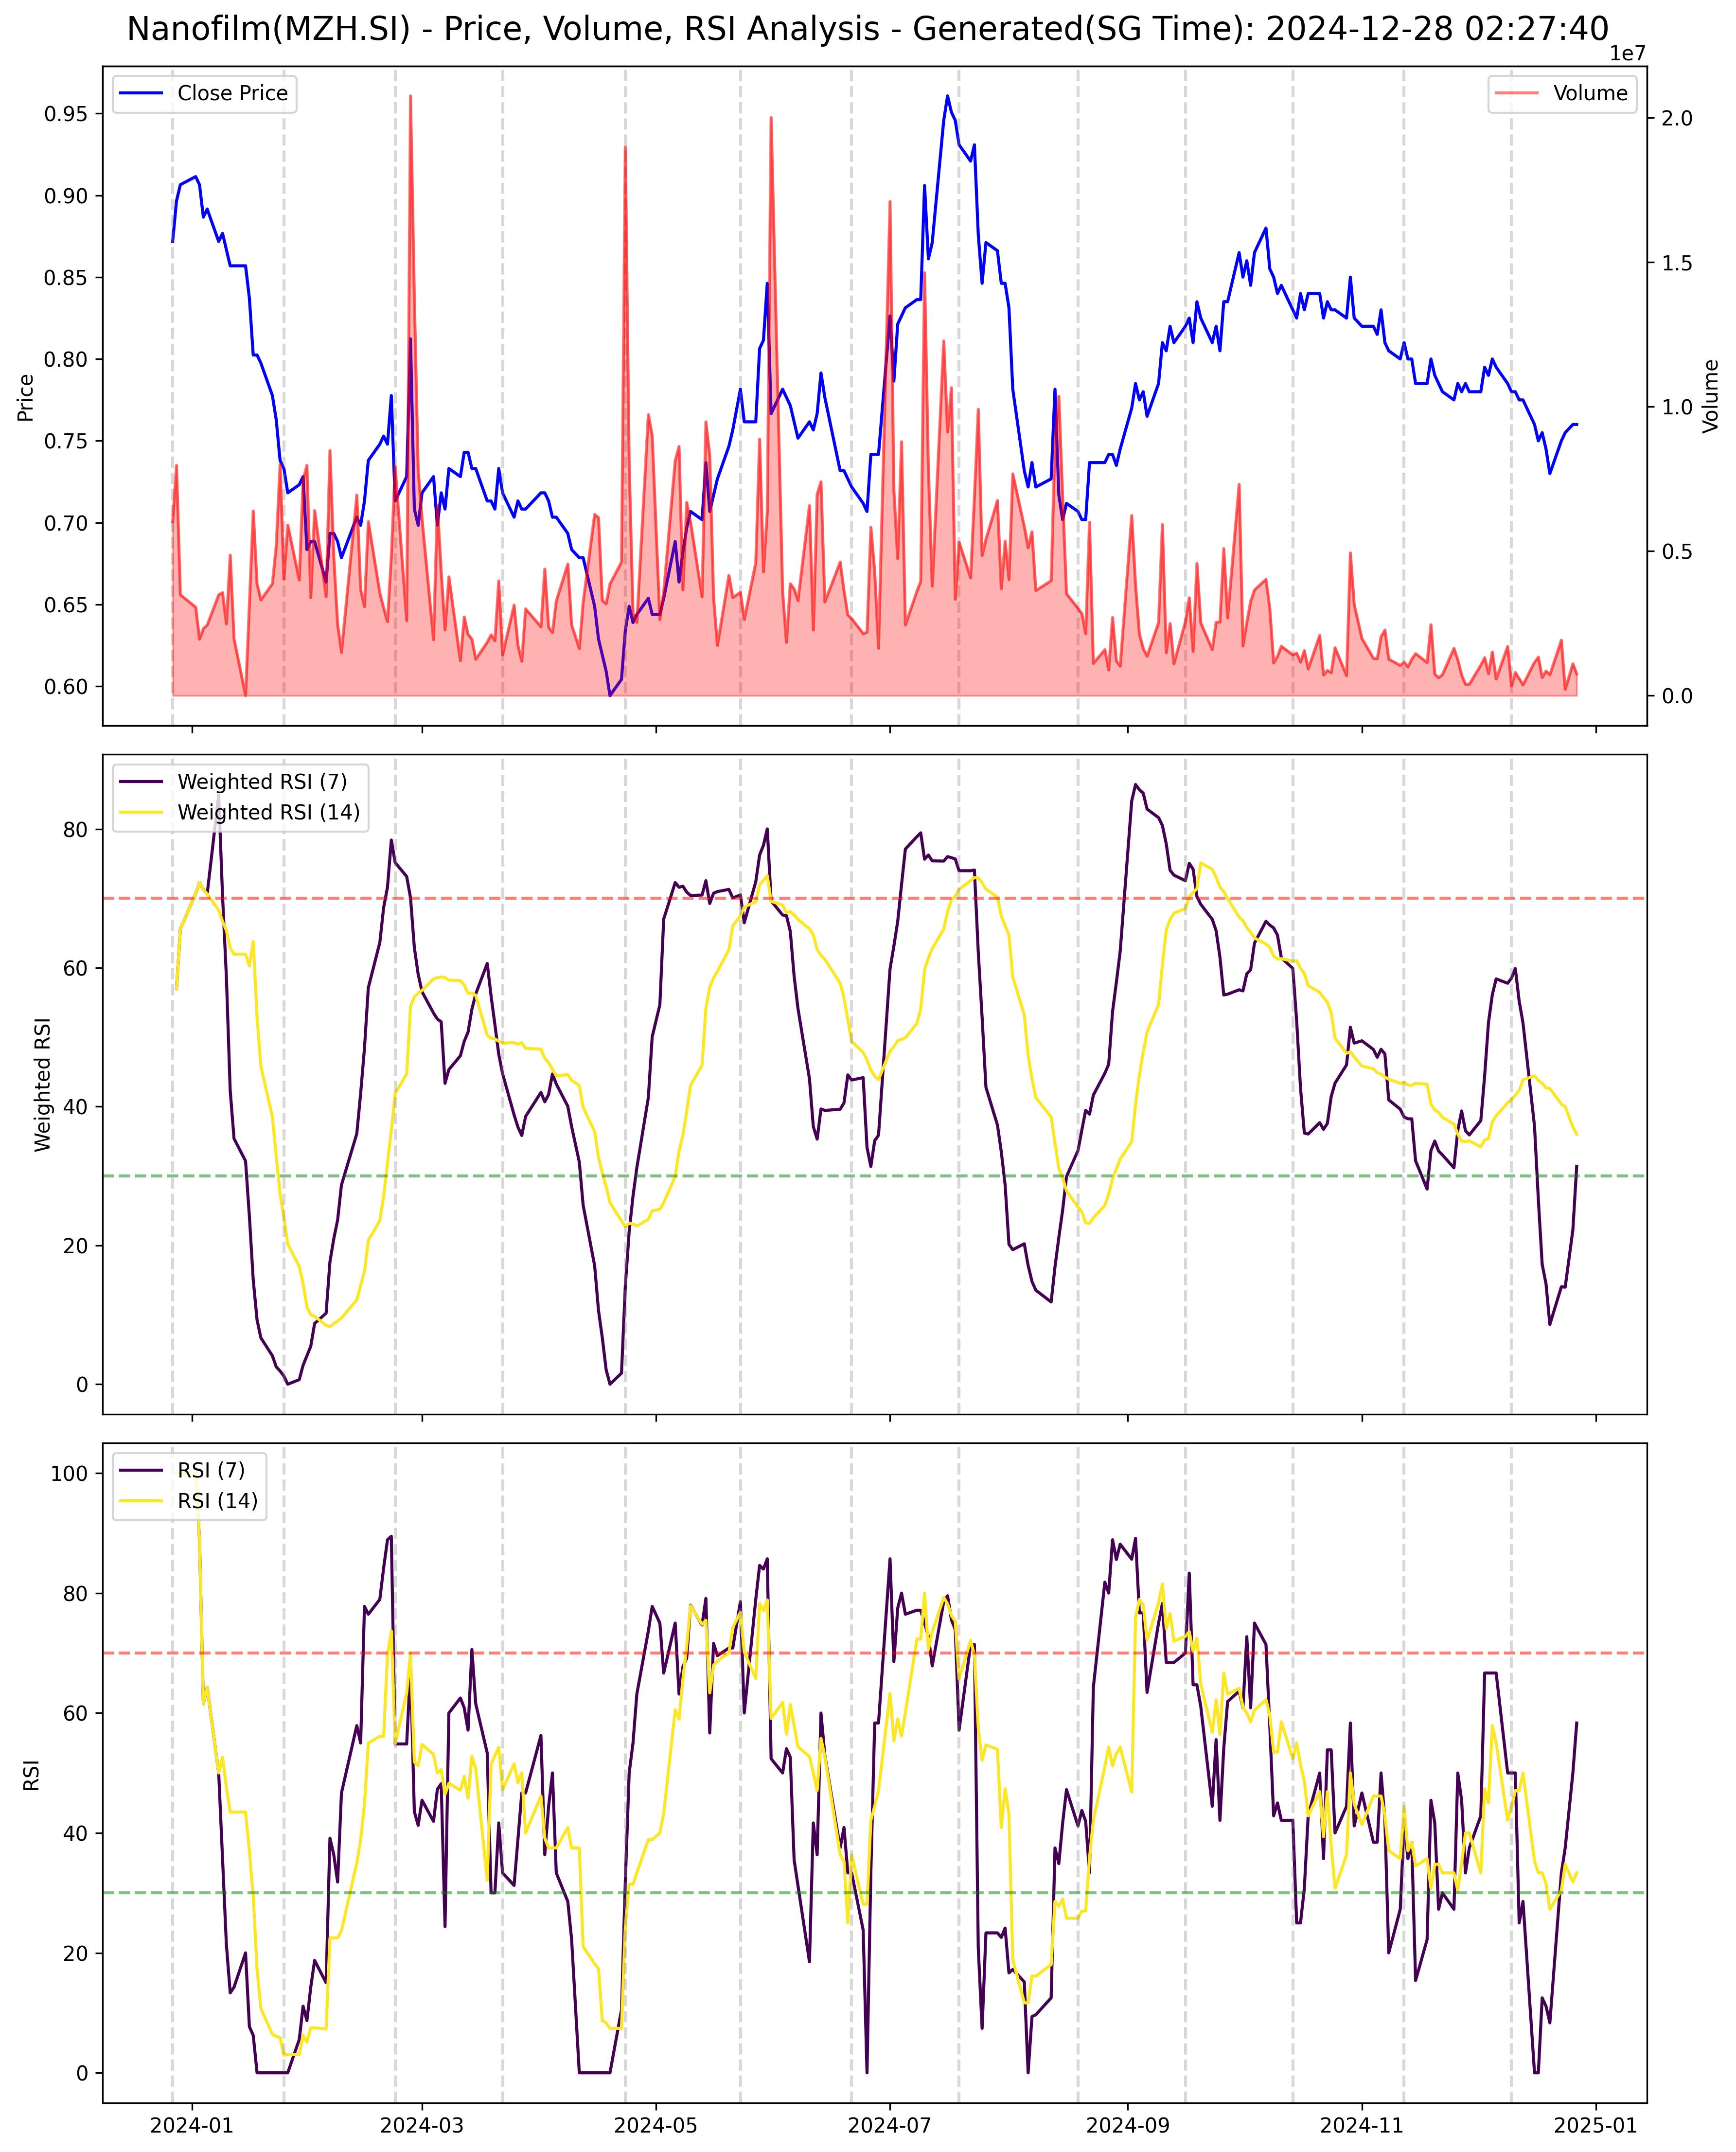 Nanofilm(MZH.SI) - Price, Volume, RSI Analysis - Generated(SG Time): 2024-12-28 02:27:40
1e7
Close Price
Volume
0.95
0.90
0.85
0.80
0.75
0.70
0.65
0.60
Price
2.0
1.5
1.0
0.5
0.0
Volume
Weighted RSI (7)
Weighted RSI (14)
80
60
40
20
0
Weighted RSI
RSI (7)
RSI (14)
100
80
60
40
20
0
RSI
2024-01
2024-03
2024-05
2024-07
2024-09
2024-11
2025-01